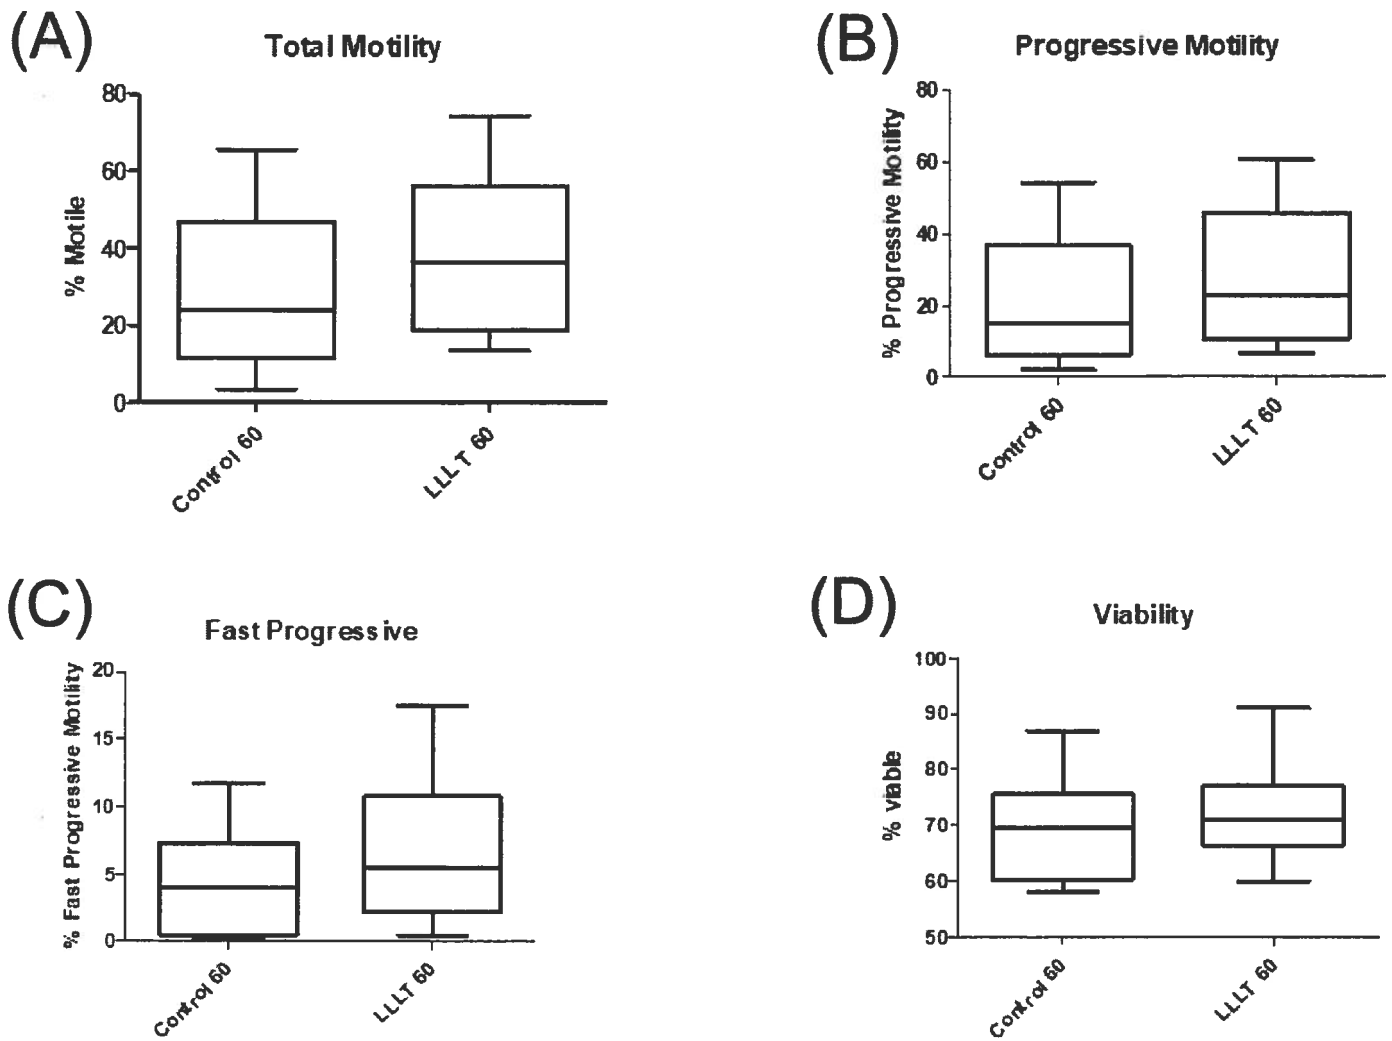 (A)
Total Motility
% Motile
80
60
40
20
0
Control 60
LLLT 60
(B)
Progressive Motility
% Progressive Motility
80
60
40
20
0
Control 60
LLLT 60
(C)
Fast Progressive
% Fast Progressive Motility
20
15
10
5
0
Control 60
LLLT 60
(D)
Viability
% viable
100
90
80
70
60
50
Control 60
LLLT 60